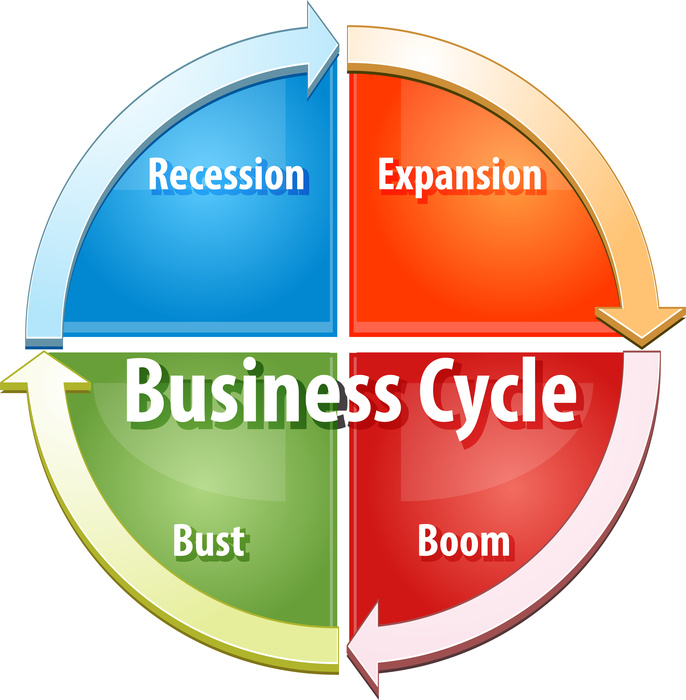 Recession
Expansion
Business Cycle
Bust
Boom